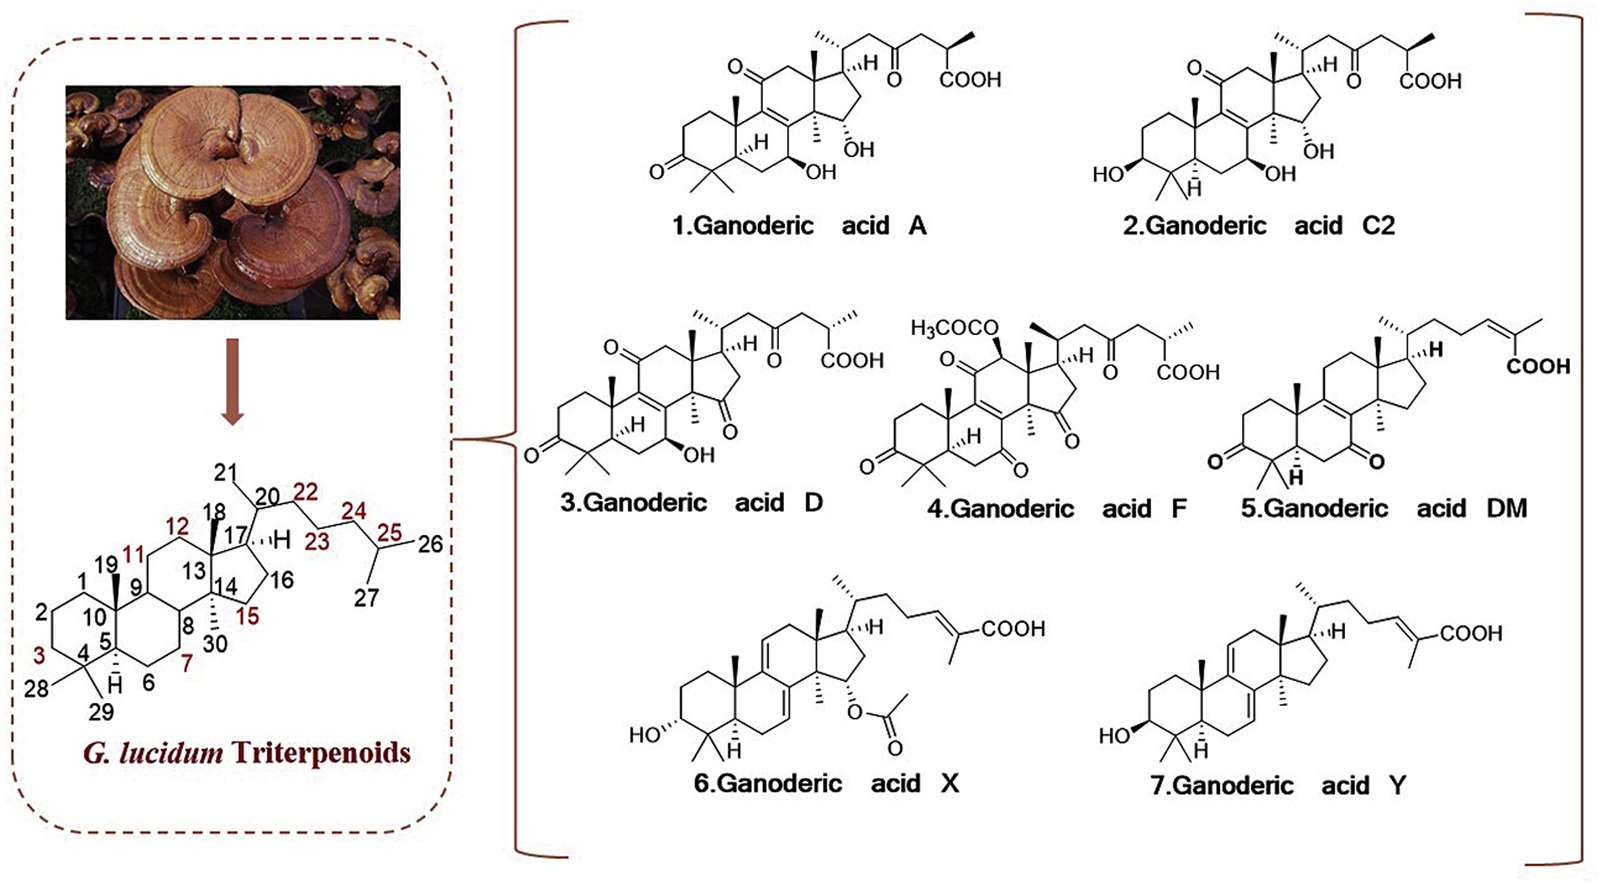 O
O
COOH
O
H
H
OH
OH
1.Ganoderic acid A
O
O
COOH
H
HO
H
OH
OH
2.Ganoderic acid C2
O
O
COOH
O
H
H
O
OH
3.Ganoderic acid D
H3COCO
O
O
COOH
O
H
H
O
O
4.Ganoderic acid F
COOH
H
O
H
O
5.Ganoderic acid DM
COOH
H
HO
H
O
O
6.Ganoderic acid X
COOH
H
HO
H
7.Ganoderic acid Y
21
20
22
18
24
12
17
H
23
25
26
11
19
13
16
27
1
9
14
2
10
15
8
30
5
3
4
7
H
6
28
29
G. lucidum Triterpenoids